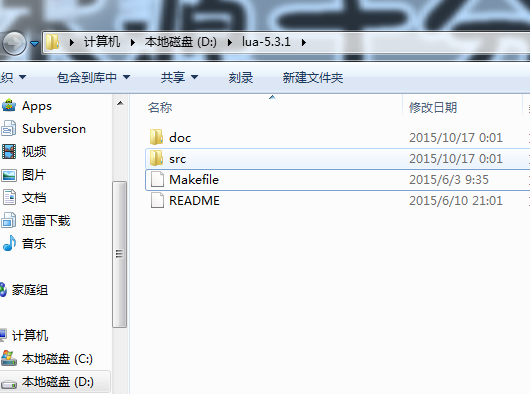 计算机 本地磁盘 (D:) lua-5.3.1
织 包含到库中 共享 刻录 新建文件夹
名称 修改日期
Apps
Subversion
视频
图片
文档
迅雷下载
音乐
家庭组
计算机
本地磁盘 (C:)
本地磁盘 (D:)
doc 2015/10/17 0:01
src 2015/10/17 0:01
Makefile 2015/6/3 9:35
README 2015/6/10 21:01